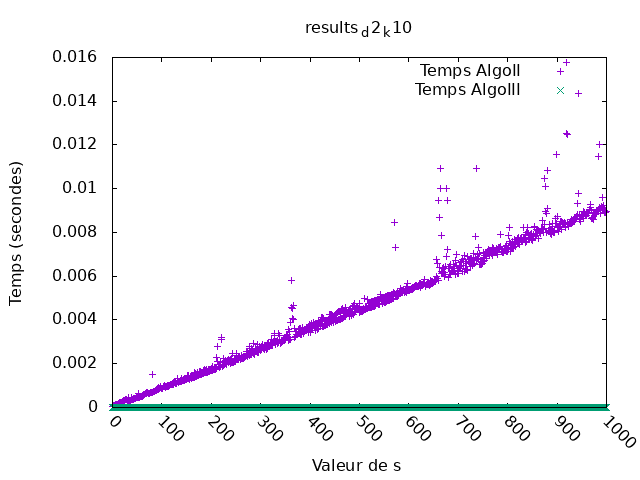 results_d2_k10
Temps AlgoII
Temps AlgoIII
0.016
0.014
0.012
0.01
0.008
0.006
0.004
0.002
0
Temps (secondes)
0 100 200 300 400 500 600 700 800 900 1000
Valeur de s